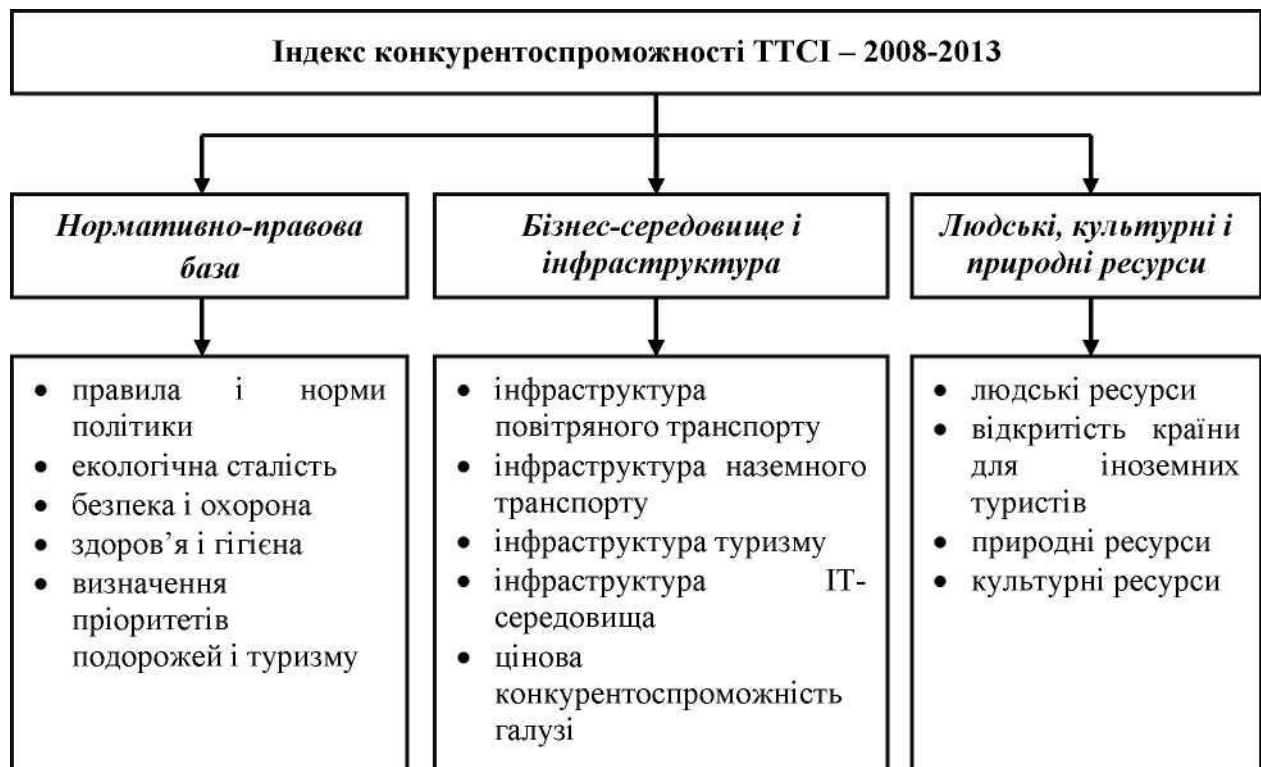 Індекс конкурентоспроможності ТТСІ – 2008-2013
Нормативно-правова
база
Бізнес-середовище і
інфраструктура
Людські, культурні і
природні ресурси
• правила і норми
політики
• екологічна сталість
• безпека і охорона
• здоров’я і гігієна
• визначення
пріоритетів
подорожей і туризму
• інфраструктура
повітряного транспорту
• інфраструктура наземного
транспорту
• інфраструктура туризму
• інфраструктура ІТ-
середовища
• цінова
конкурентоспроможність
галузі
• людські ресурси
• відкритість країни
для іноземних
туристів
• природні ресурси
• культурні ресурси